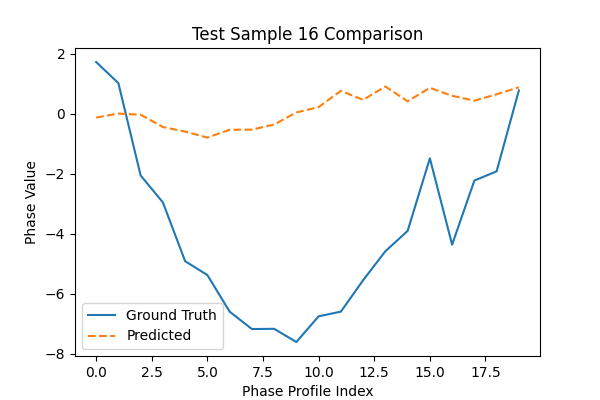 Test Sample 16 Comparison
2
0
−2
−4
−6
−8
Phase Value
Ground Truth
Predicted
0.0 2.5 5.0 7.5 10.0 12.5 15.0 17.5
Phase Profile Index